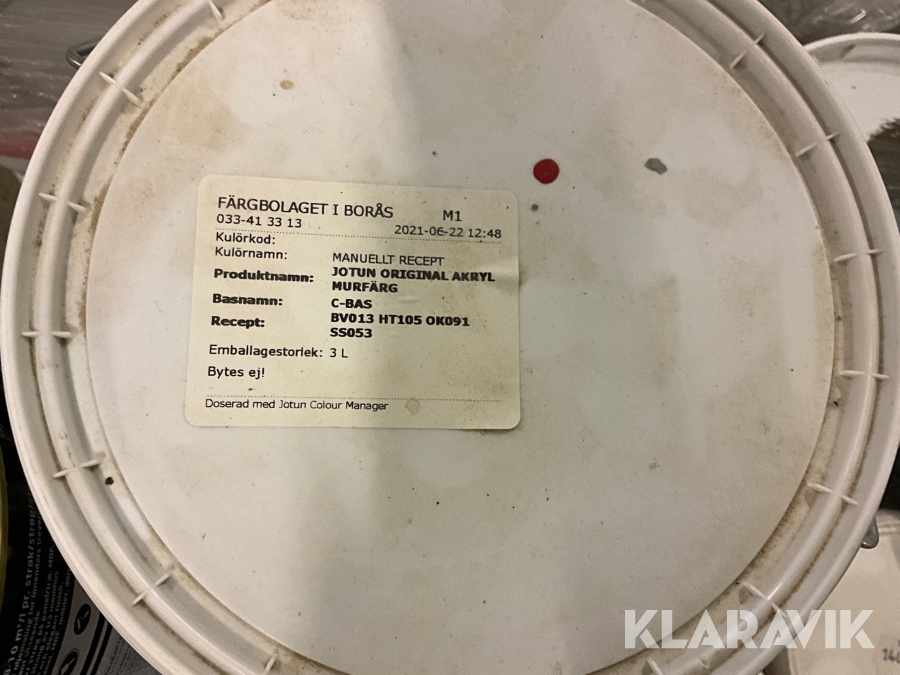 FÄRGBOLAGET I BORÅS M1
033-41 33 13 2021-06-22 12:48
Kulörkod:
Kulörnamn: MANUELLT RECEPT
Produktnamn: JOTUN ORIGINAL AKRYL
MURFÄRG
Basnamn: C-BAS
Recept: BV013 HT105 OK091
SS053
Emballagestorlek: 3 L
Bytes ej!
Doserad med Jotun Colour Manager
KLARAVIK